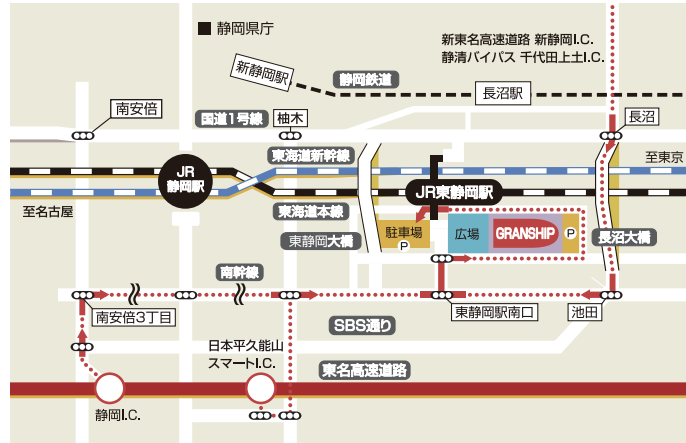 静岡県庁
新東名高速道路 新静岡I.C.
静清バイパス 千代田上土I.C.
新静岡駅
静岡鉄道
長沼駅
南安倍
国道1号線
柚木
長沼
東海道新幹線
至東京
JR
静岡駅
JR東静岡駅
至名古屋
東海道本線
東静岡大橋
駐車場
P
広場
GRANSHIP
P
長沼大橋
南幹線
南安倍3丁目
東静岡駅南口
池田
SBS通り
日本平久能山
スマートI.C.
東名高速道路
静岡I.C.